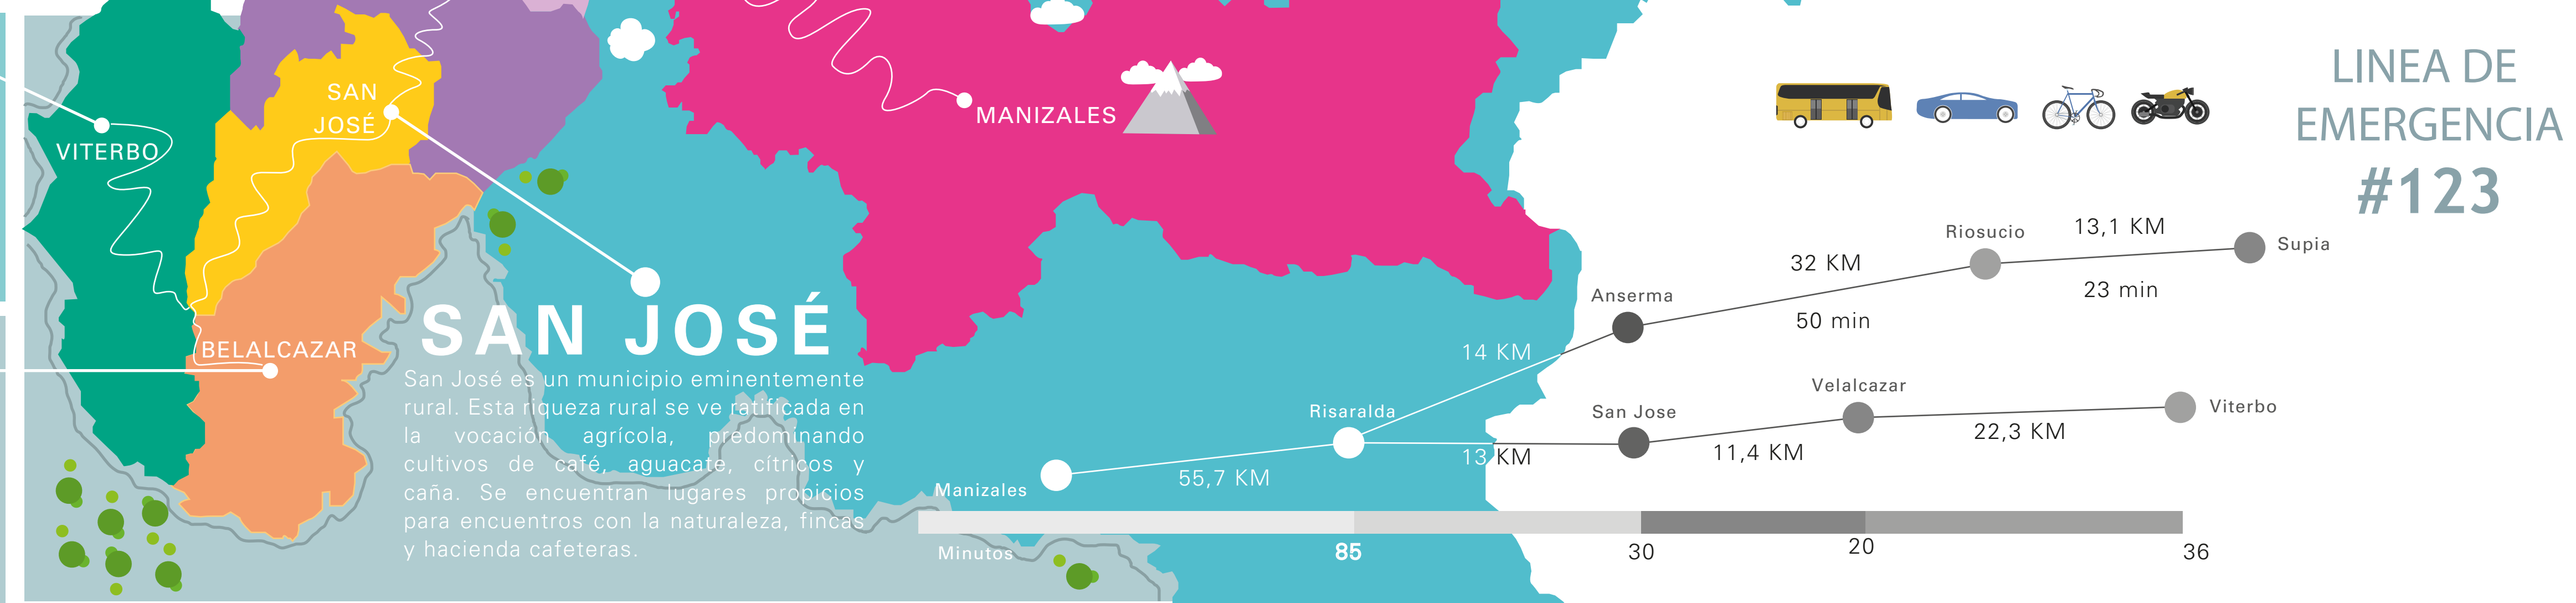 LINEA DE
EMERGENCIA
#123
SAN
JOSÉ
VITERBO
MANIZALES
BELALCAZAR
SAN JOSÉ
San José es un municipio eminentemente
rural. Esta riqueza rural se ve ratificada en
la vocación agrícola, predominando
cultivos de café, aguacate, cítricos y
caña. Se encuentran lugares propicios
para encuentros con la naturaleza, fincas
y hacienda cafeteras.
Riosucio
13,1 KM
Supia
32 KM
23 min
Anserma
50 min
14 KM
Risaralda
San Jose
Velalcazar
Viterbo
13 KM
11,4 KM
22,3 KM
55,7 KM
Manizales
Minutos
85
30
20
36